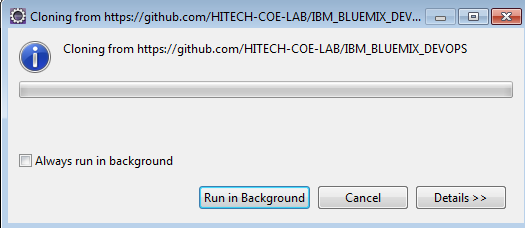 Cloning from https://github.com/HITECH-COE-LAB/IBM_BLUEMIX_DEV...
Cloning from https://github.com/HITECH-COE-LAB/IBM_BLUEMIX_DEVOPS
Always run in background
Run in Background Cancel Details >>